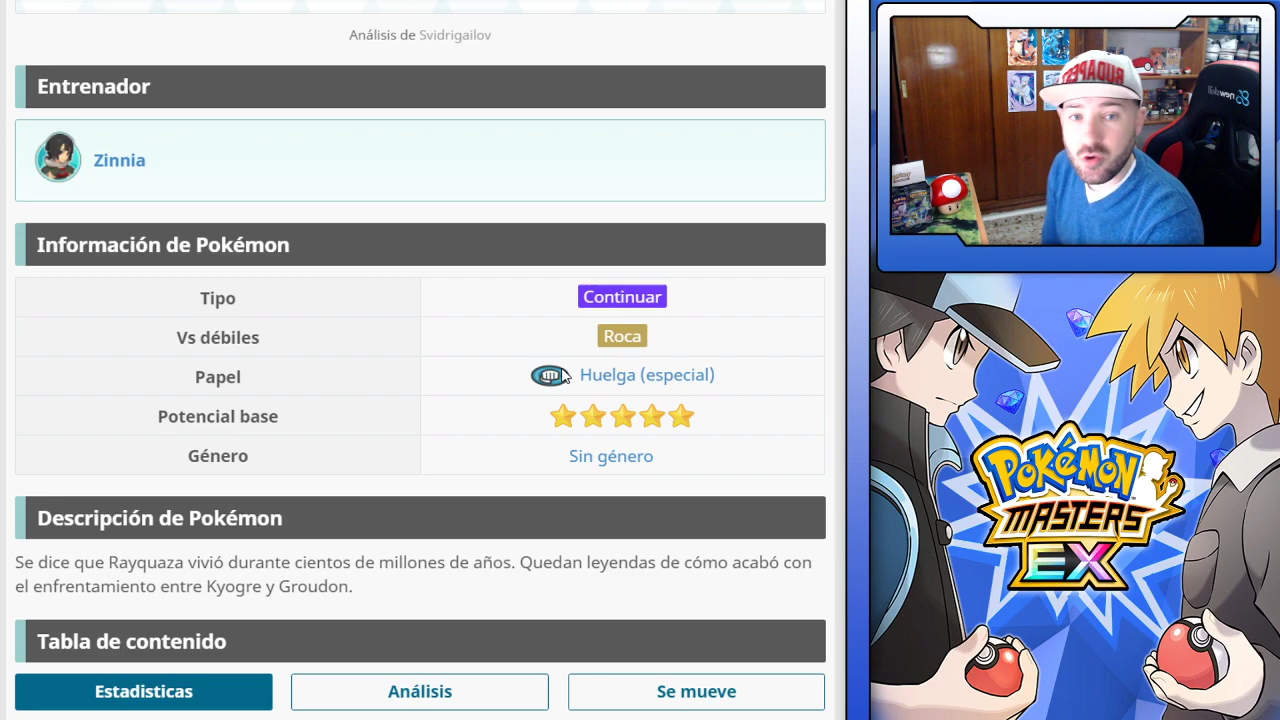 Análisis de Svidrigailov
Entrenador
Zinnia
Información de Pokémon
Tipo Continuar
Vs débiles Roca
Papel Huelga (especial)
Potencial base
Género Sin género
Descripción de Pokémon
Se dice que Rayquaza vivió durante cientos de millones de años. Quedan leyendas de cómo acabó con
el enfrentamiento entre Kyogre y Groudon.
Tabla de contenido
Estadisticas Análisis Se mueve
BUDAPEST
newskill
POKéMON
MASTERS
EX